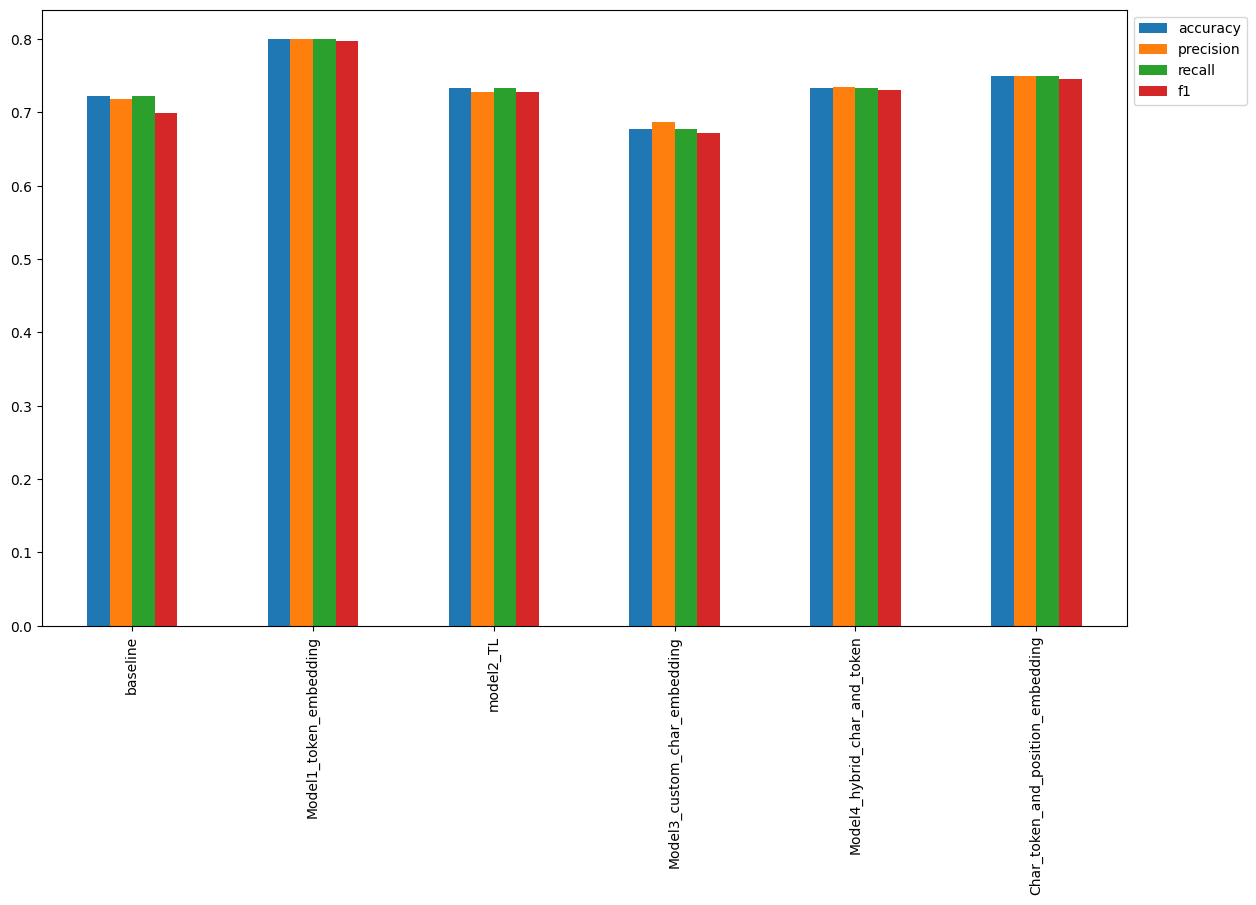 accuracy
precision
recall
f1
0.8
0.7
0.6
0.5
0.4
0.3
0.2
0.1
0.0
baseline
Model1_token_embedding
model2_TL
Model3_custom_char_embedding
Model4_hybrid_char_and_token
Char_token_and_position_embedding